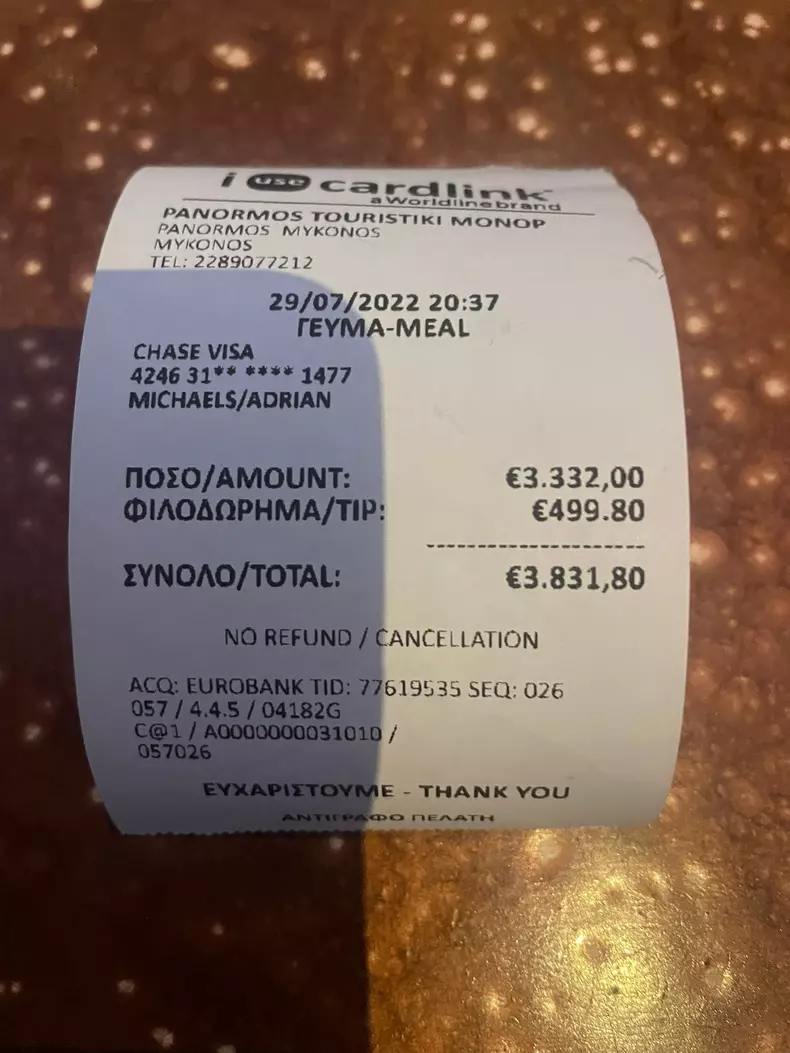 i use cardlink
a Worldline brand
PANORMOS TOURISTIKI MONOP
PANORMOS MYKONOS
MYKONOS
TEL: 2289077212
29/07/2022 20:37
ΓΕΥΜΑ-MEAL
CHASE VISA
4246 31** **** 1477
MICHAELS/ADRIAN
ΠΟΣΟ/AMOUNT: €3.332,00
ΦΙΛΟΔΩΡΗΜΑ/TIP: €499.80
ΣΥΝΟΛΟ/TOTAL: €3.831,80
NO REFUND / CANCELLATION
ACQ: EUROBANK TID: 77619535 SEQ: 026
057 / 4.4.5 / 04182G
C@1 / A0000000031010 /
057026
ΕΥΧΑΡΙΣΤΟΥΜΕ - THANK YOU
ΑΝΤΙΓΡΑΦΟ ΠΕΛΑΤΗ